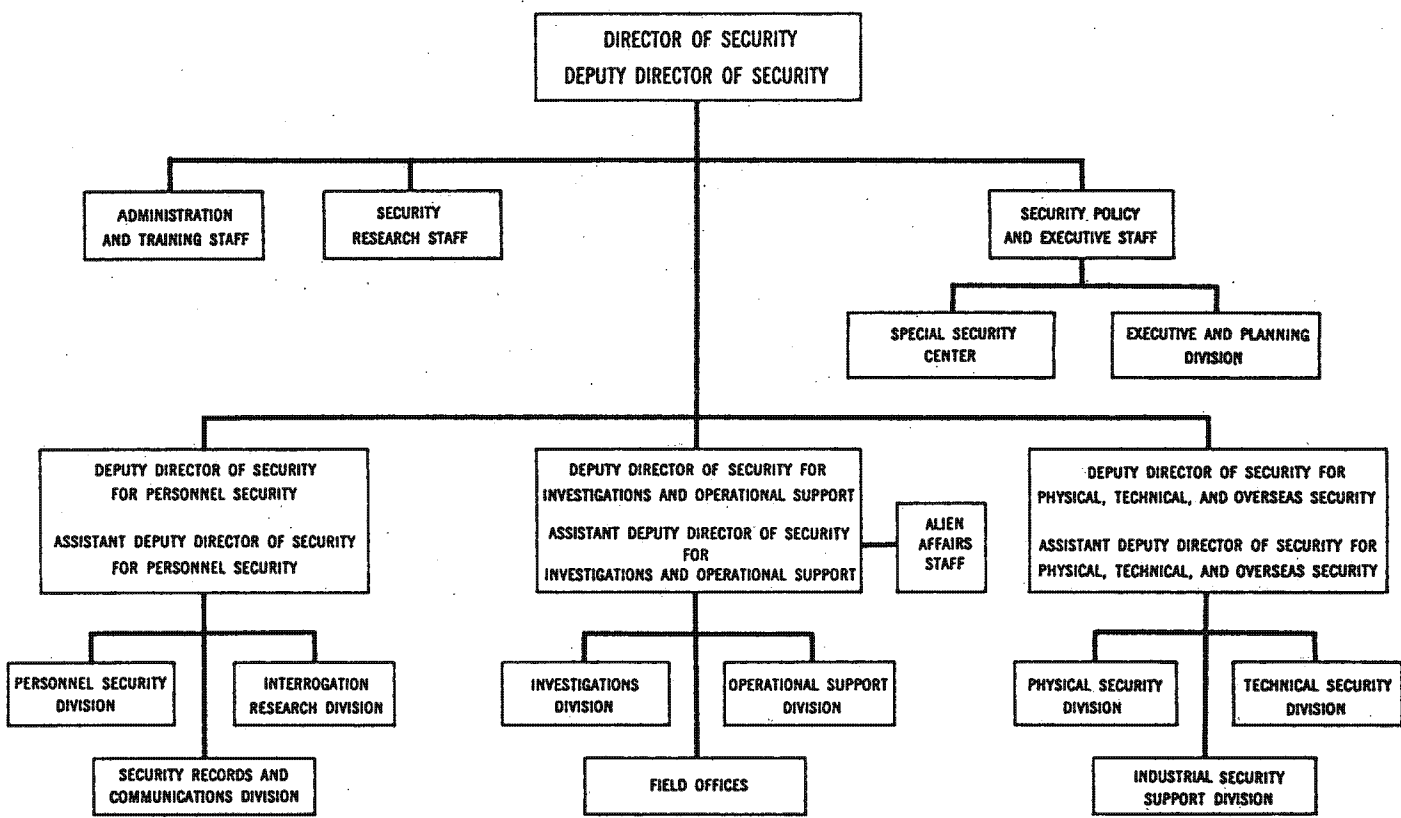 DIRECTOR OF SECURITY
DEPUTY DIRECTOR OF SECURITY
ADMINISTRATION
AND TRAINING STAFF
SECURITY
RESEARCH STAFF
SECURITY POLICY
AND EXECUTIVE STAFF
SPECIAL SECURITY
CENTER
EXECUTIVE AND PLANNING
DIVISION
DEPUTY DIRECTOR OF SECURITY
FOR PERSONNEL SECURITY
ASSISTANT DEPUTY DIRECTOR OF SECURITY
FOR PERSONNEL SECURITY
DEPUTY DIRECTOR OF SECURITY FOR
INVESTIGATIONS AND OPERATIONAL SUPPORT
ASSISTANT DEPUTY DIRECTOR OF SECURITY
FOR
INVESTIGATIONS AND OPERATIONAL SUPPORT
ALIEN
AFFAIRS
STAFF
DEPUTY DIRECTOR OF SECURITY FOR
PHYSICAL, TECHNICAL, AND OVERSEAS SECURITY
ASSISTANT DEPUTY DIRECTOR OF SECURITY FOR
PHYSICAL, TECHNICAL, AND OVERSEAS SECURITY
PERSONNEL SECURITY
DIVISION
INTERROGATION
RESEARCH DIVISION
SECURITY RECORDS AND
COMMUNICATIONS DIVISION
INVESTIGATIONS
DIVISION
OPERATIONAL SUPPORT
DIVISION
FIELD OFFICES
PHYSICAL SECURITY
DIVISION
TECHNICAL SECURITY
DIVISION
INDUSTRIAL SECURITY
SUPPORT DIVISION